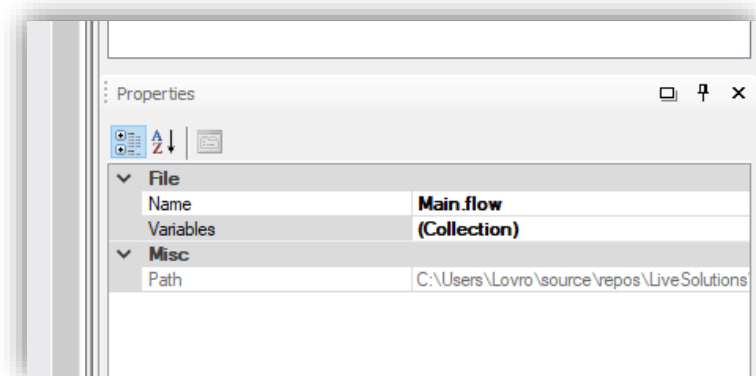 Properties
A Z
File
Name Main.flow
Variables (Collection)
Misc
Path C:\Users\Lovro\source\repos\LiveSolutions